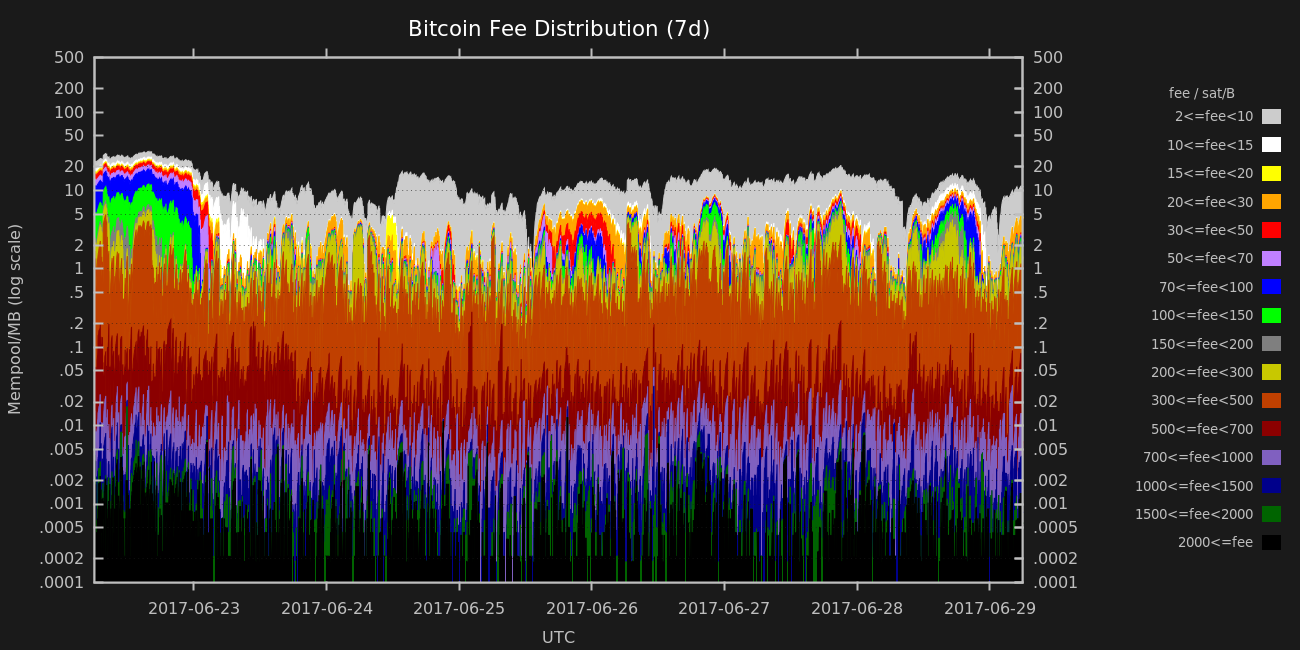 Bitcoin Fee Distribution (7d)
500
200
100
50
20
10
5
2
1
.5
.2
.1
.05
.02
.01
.005
.002
.001
.0005
.0002
.0001
Mempool/MB (log scale)
500
200
100
50
20
10
5
2
1
.5
.2
.1
.05
.02
.01
.005
.002
.001
.0005
.0002
.0001
2017-06-23 2017-06-24 2017-06-25 2017-06-26 2017-06-27 2017-06-28 2017-06-29
UTC
fee / sat/B
2<=fee<10
10<=fee<15
15<=fee<20
20<=fee<30
30<=fee<50
50<=fee<70
70<=fee<100
100<=fee<150
150<=fee<200
200<=fee<300
300<=fee<500
500<=fee<700
700<=fee<1000
1000<=fee<1500
1500<=fee<2000
2000<=fee